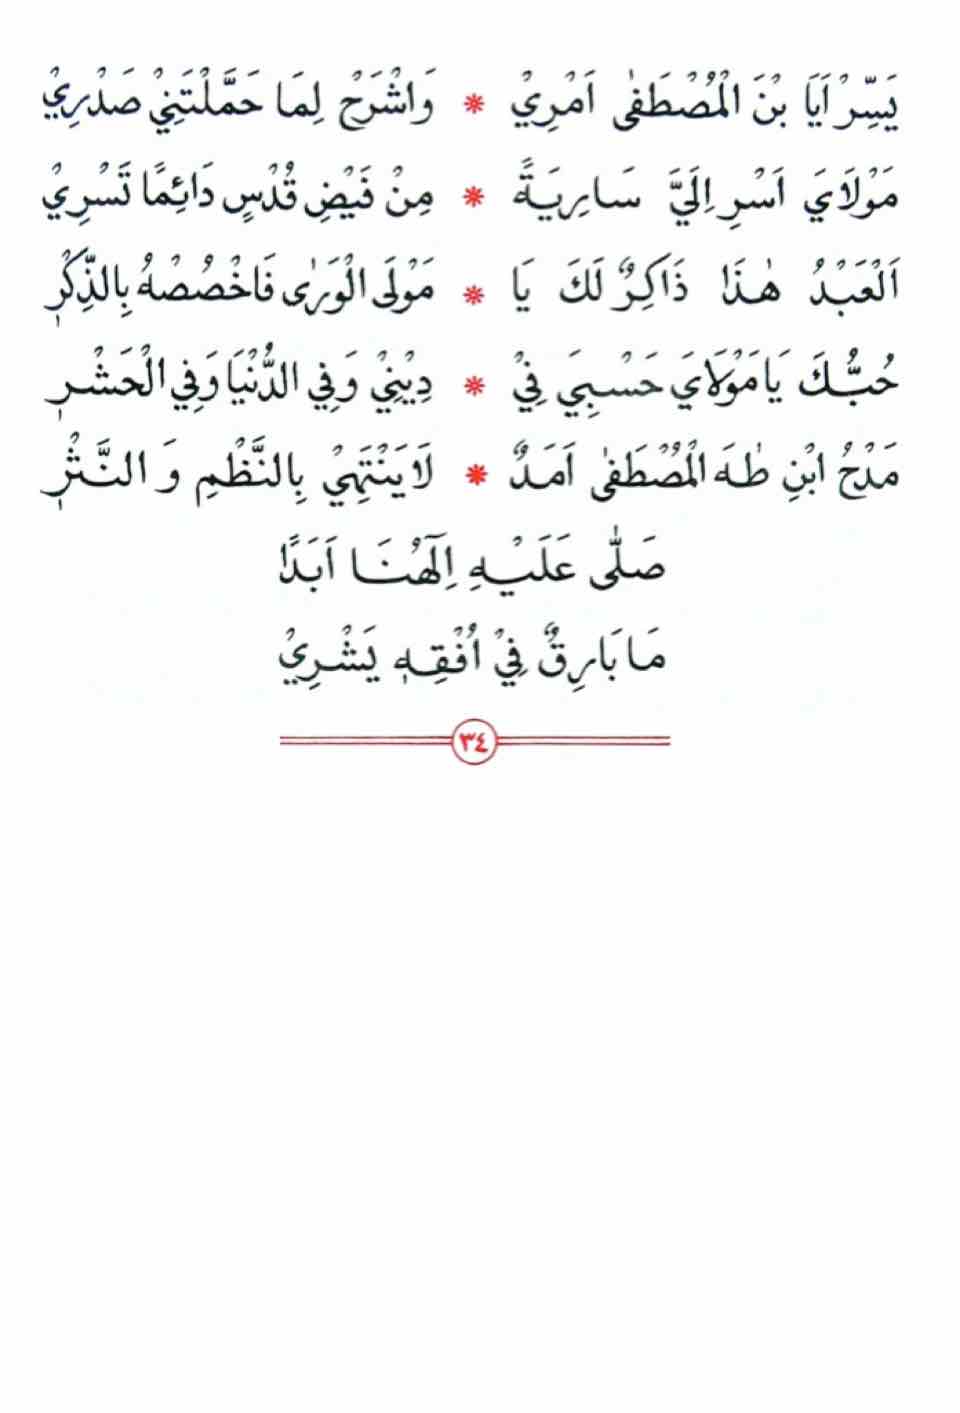 يَسِّرْ اَيَا بْنَ الْمُصْطَفٰى اَمْرِيْ * وَاشْرَحْ لِمَا حَمَّلْتَنِيْ صَدْرِيْ
مَوْلَايَ اَسْرِ اِلَيَّ سَارِيَةً * مِنْ فَيْضِ قُدْسٍ دَائِمًا تَسْرِيْ
اَلْعَبْدُ هٰذَا ذَاكِرٌ لَكَ يَا * مَوْلَى الْوَرٰى فَاخْصُصْهُ بِالذِّكْرِ
حُبُّكَ يَا مَوْلَايَ حَسْبِيَ فِيْ * دِيْنِيْ وَفِي الدُّنْيَا وَفِي الْحَشْرِ
مَدْحُ ابْنِ طٰهَ الْمُصْطَفٰى اَمَدٌ * لَا يَنْتَهِيْ بِالنَّظْمِ وَ النَّثْرِ
صَلّٰى عَلَيْهِ اِلٰهُنَا اَبَدًا
مَا بَارِقٌ فِيْ اُفْقِهٖ يَشْرِيْ
٣٤